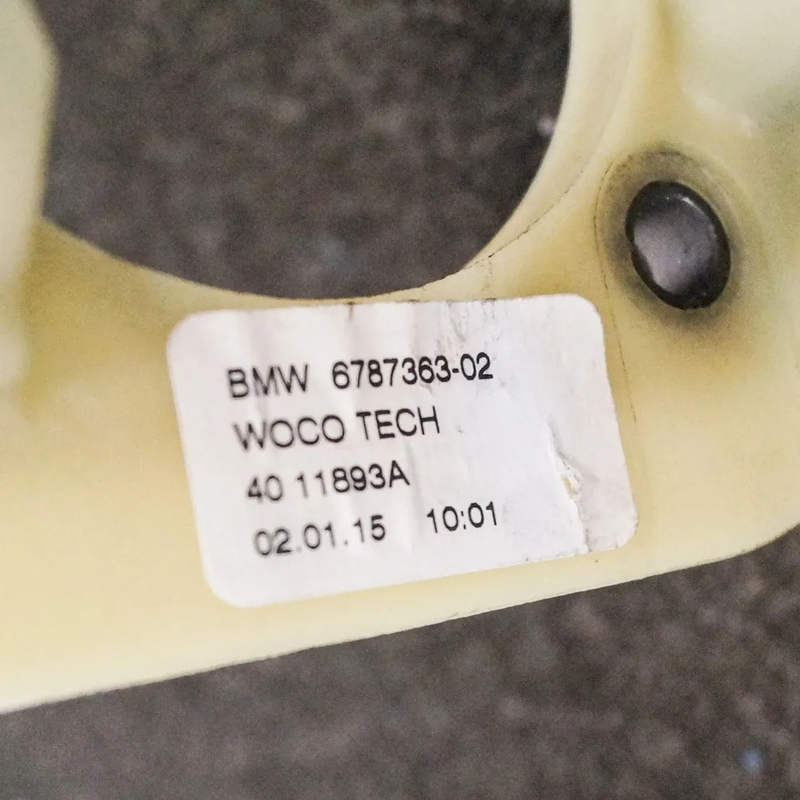 BMW 6787363-02
WOCO TECH
40 11893A
02.01.15 10:01